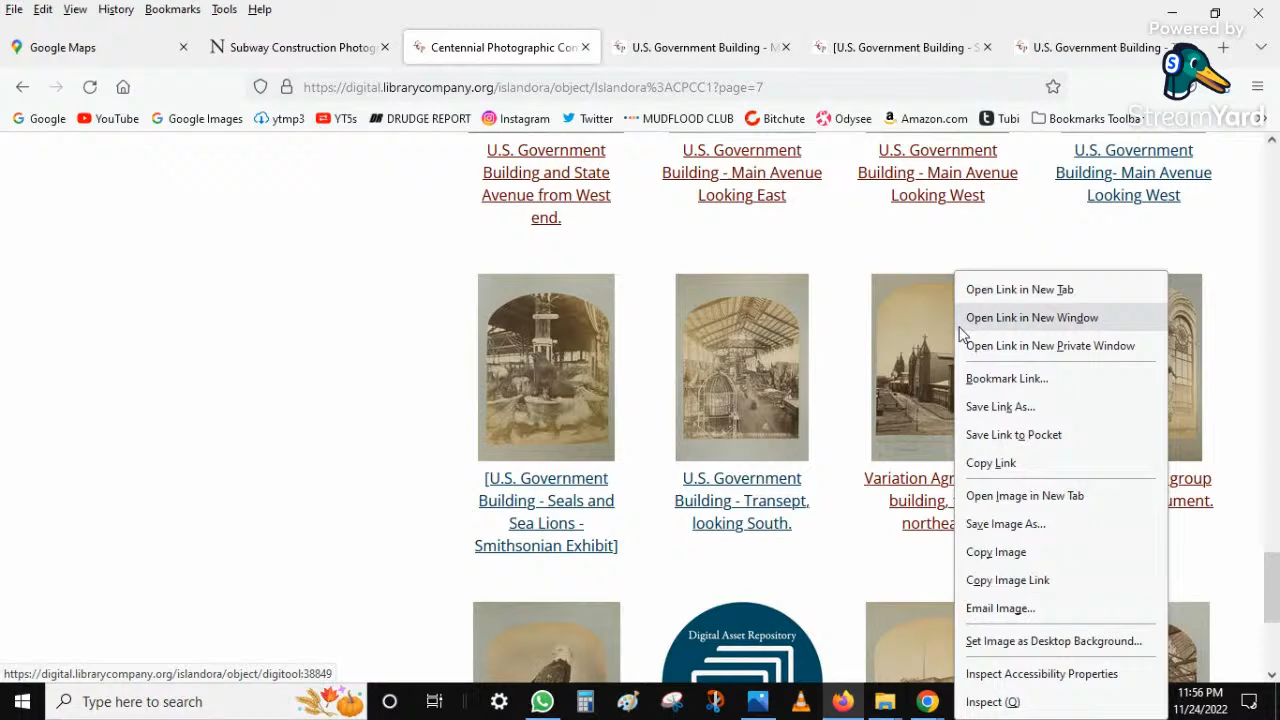 File Edit View History Bookmarks Tools Help
Powered by
Google Maps
Subway Construction Photog
Centennial Photographic Con
U.S. Government Building - M
[U.S. Government Building - S
U.S. Government Building -
https://digital.librarycompany.org/islandora/object/Islandora%3ACPCC1?page=7
S
StreamYard
Google YouTube Google Images ytmp3 YT5s DRUDGE REPORT Instagram Twitter MUDFLOOD CLUB Bitchute Odysee Amazon.com Tubi Bookmarks Toolbar
U.S. Government
Building and State
Avenue from West
end.
U.S. Government
Building - Main Avenue
Looking East
U.S. Government
Building - Main Avenue
Looking West
U.S. Government
Building- Main Avenue
Looking West
[U.S. Government
Building - Seals and
Sea Lions -
Smithsonian Exhibit]
U.S. Government
Building - Transept,
looking South.
Variation Agr
building,
northea
group
ument.
Open Link in New Tab
Open Link in New Window
Open Link in New Private Window
Bookmark Link...
Save Link As...
Save Link to Pocket
Copy Link
Open Image in New Tab
Save Image As...
Copy Image
Copy Image Link
Email Image...
Set Image as Desktop Background...
Inspect Accessibility Properties
Inspect (Q)
Digital Asset Repository
https://digital.librarycompany.org/islandora/object/digitool:38849
Type here to search
11:56 PM
11/24/2022